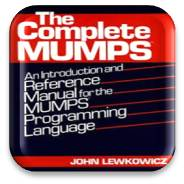 The
Complete
MUMPS
An Introduction and
Reference
Manual for the
MUMPS
Programming
Language
JOHN LEWKOWICZ